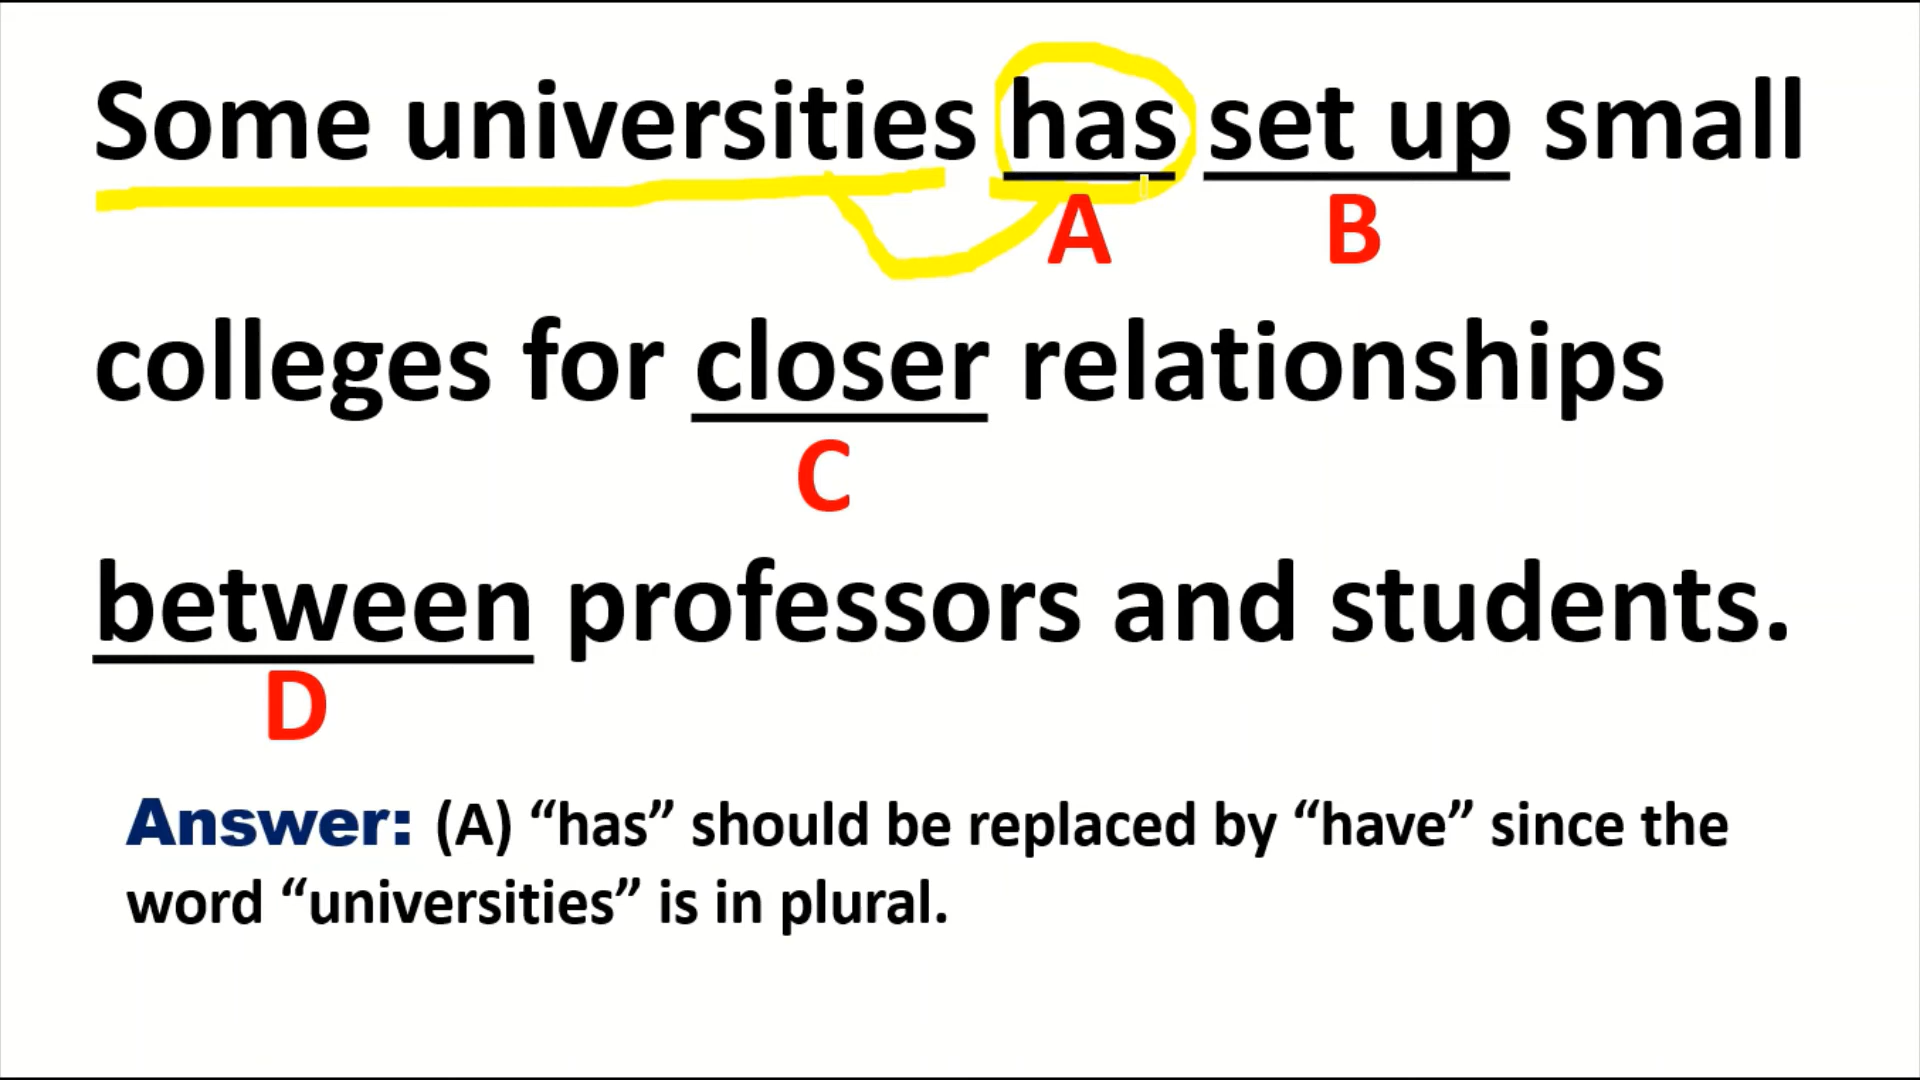 Some universities has set up small
A B
colleges for closer relationships
C
between professors and students.
D
Answer: (A) “has” should be replaced by “have” since the
word “universities” is in plural.